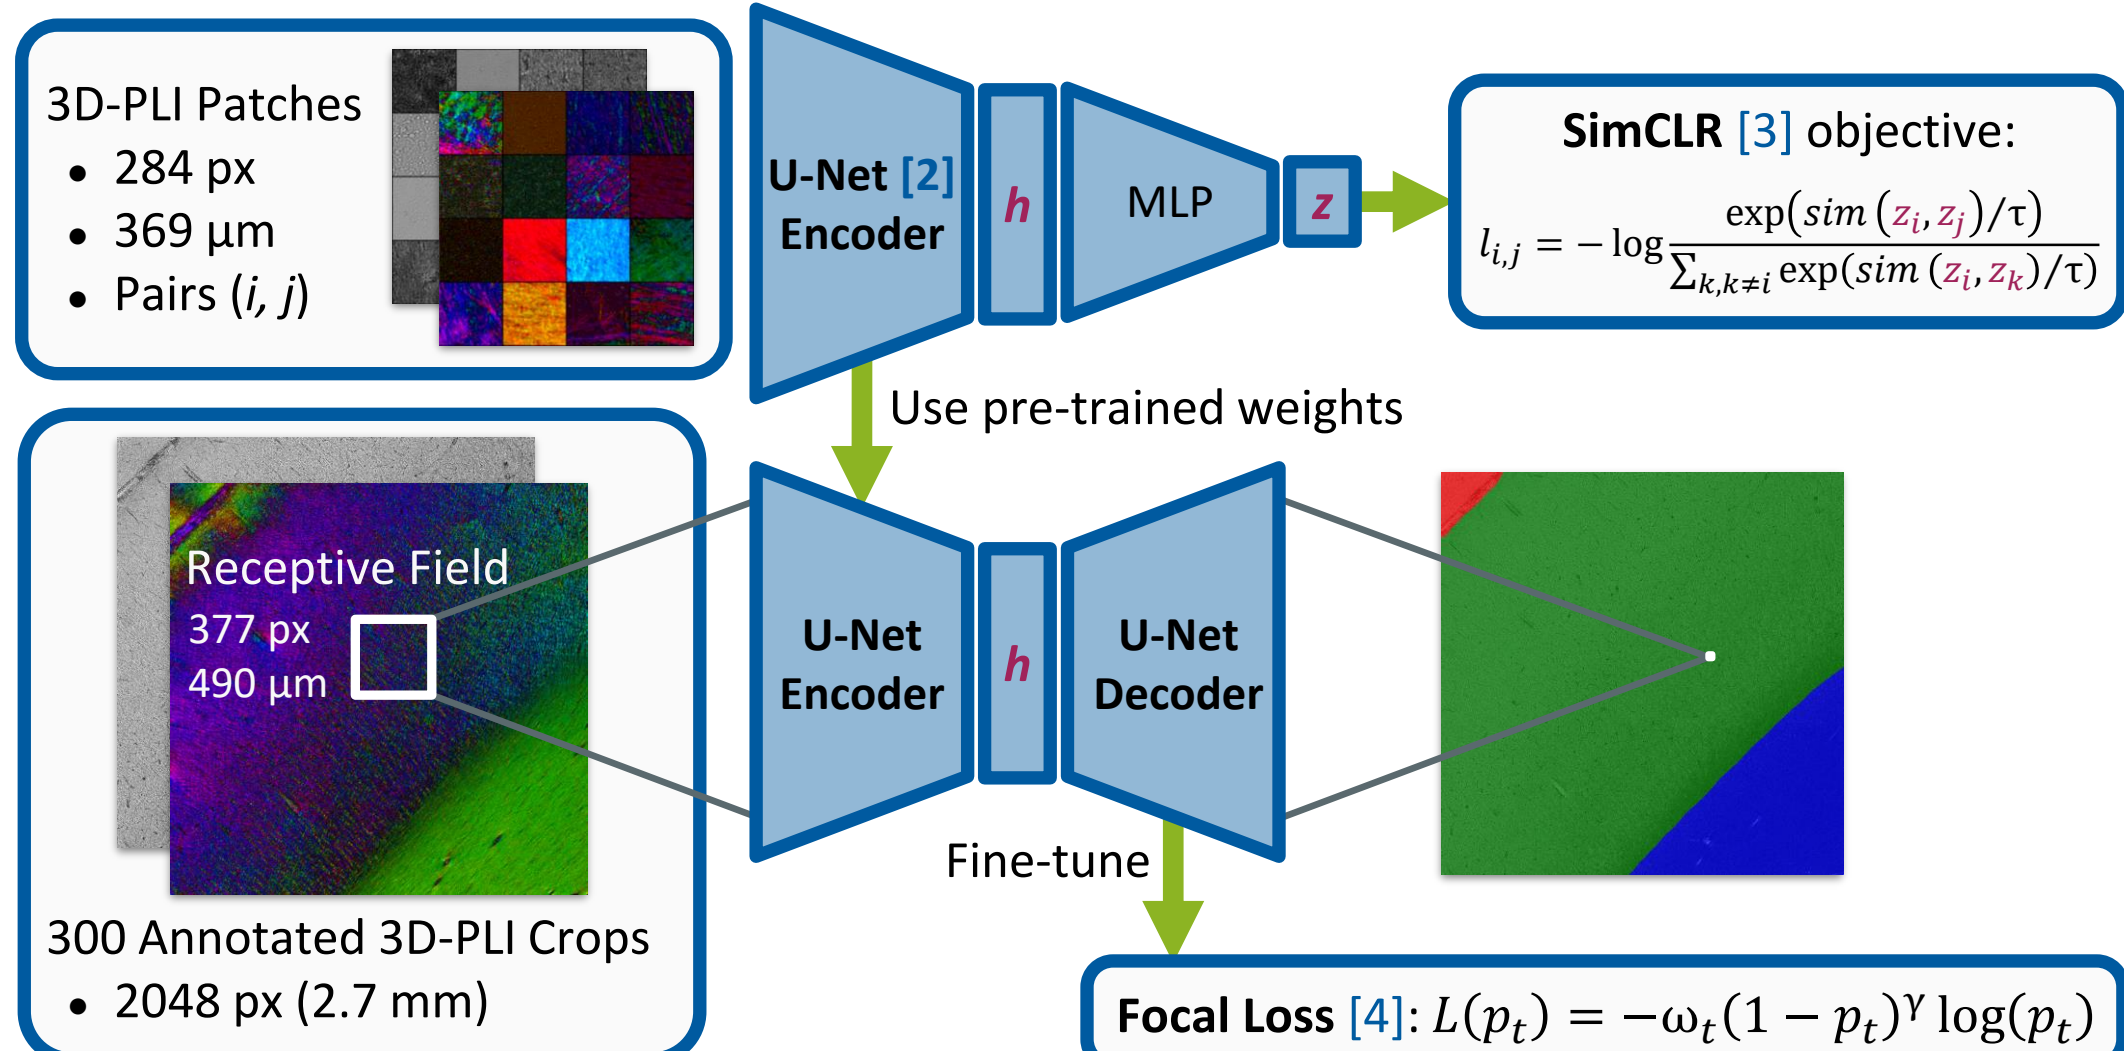 3D-PLI Patches
• 284 px
• 369 µm
• Pairs (i, j)
U-Net [2]
Encoder
h
MLP
z
SimCLR [3] objective:
l_{i,j} = − log \frac{exp(sim (z_i, z_j)/τ)}{∑_{k,k≠i} exp(sim (z_i, z_k)/τ)}
Use pre-trained weights
Receptive Field
377 px
490 µm
300 Annotated 3D-PLI Crops
• 2048 px (2.7 mm)
U-Net
Encoder
h
U-Net
Decoder
Fine-tune
Focal Loss [4]: L(p_t) = −ω_t(1 − p_t)^γ log(p_t)